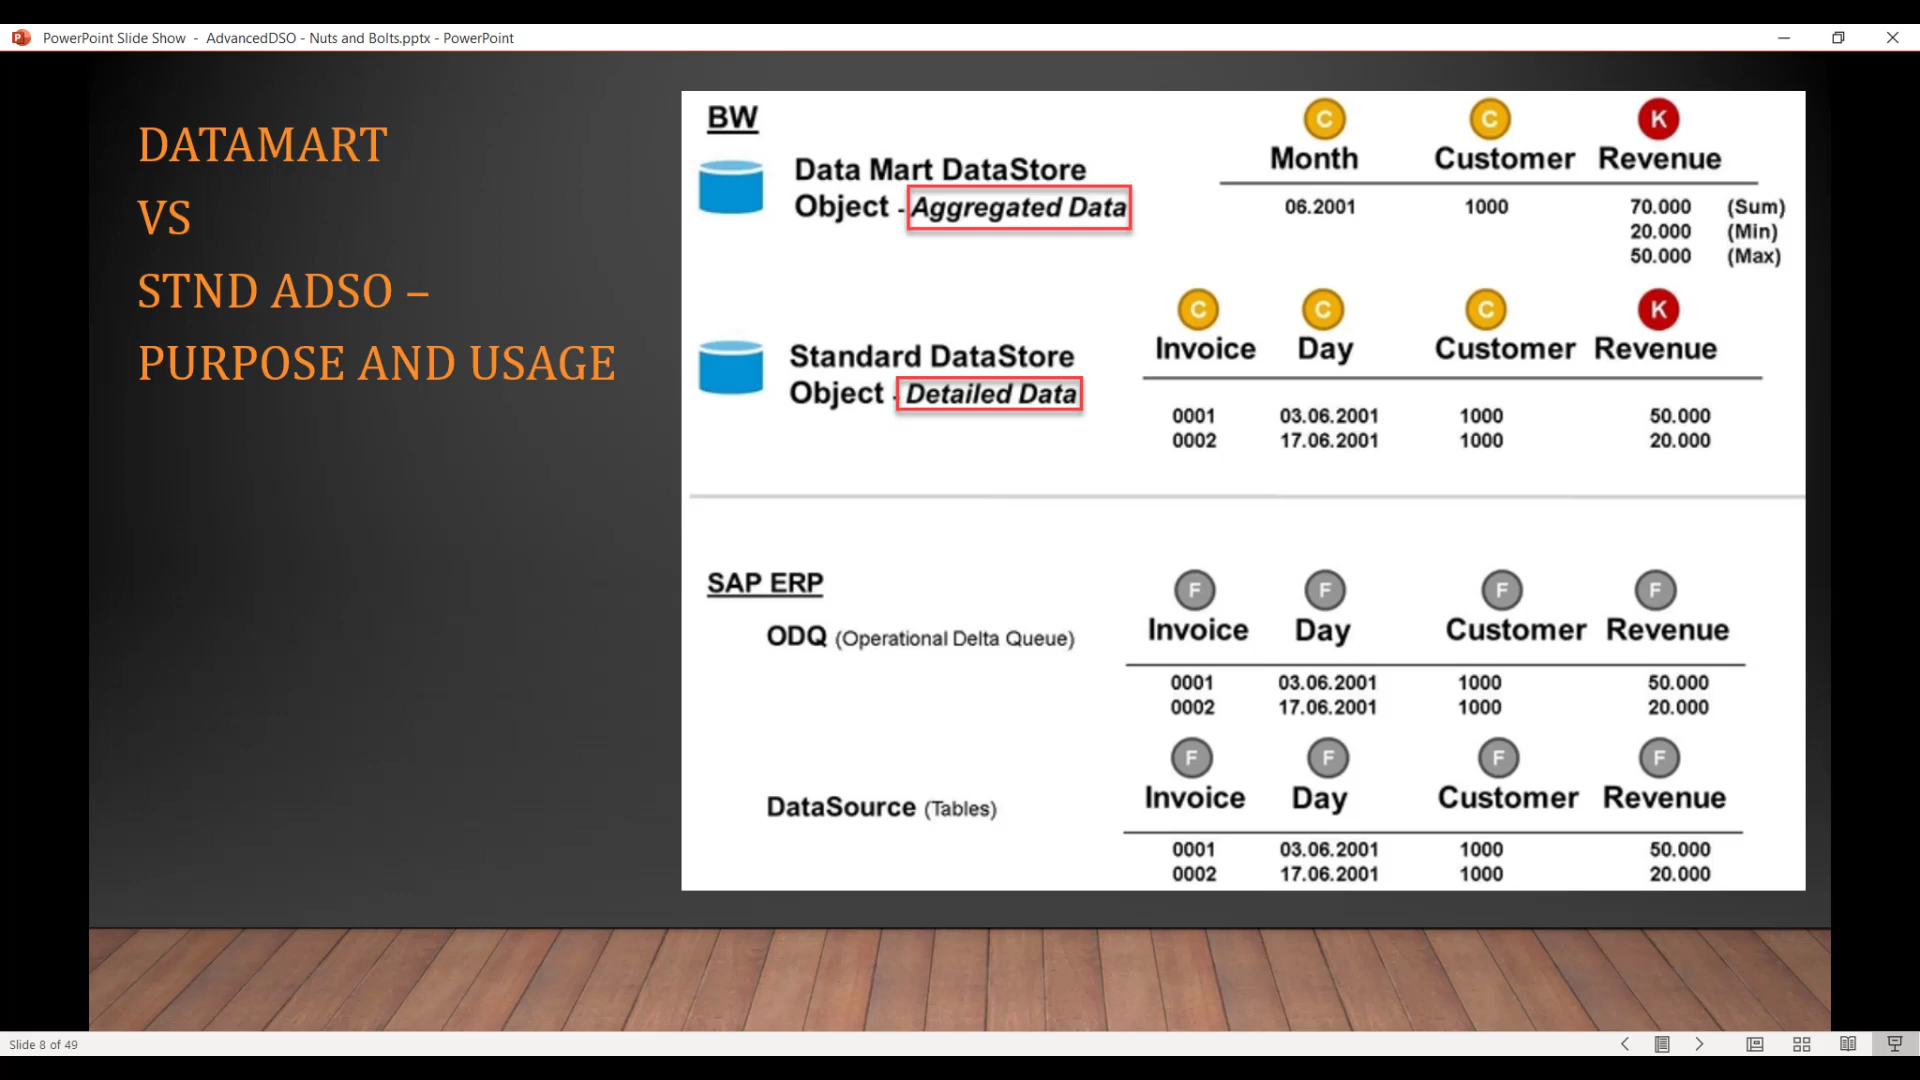 PowerPoint Slide Show - AdvancedDSO - Nuts and Bolts.pptx - PowerPoint
DATAMART
VS
STND ADSO –
PURPOSE AND USAGE
BW
Data Mart DataStore
Object - Aggregated Data
C C K
Month Customer Revenue
06.2001 1000 70.000 (Sum)
20.000 (Min)
50.000 (Max)
Standard DataStore
Object - Detailed Data
C C C K
Invoice Day Customer Revenue
0001 03.06.2001 1000 50.000
0002 17.06.2001 1000 20.000
SAP ERP
ODQ (Operational Delta Queue)
F F F F
Invoice Day Customer Revenue
0001 03.06.2001 1000 50.000
0002 17.06.2001 1000 20.000
DataSource (Tables)
F F F F
Invoice Day Customer Revenue
0001 03.06.2001 1000 50.000
0002 17.06.2001 1000 20.000
Slide 8 of 49